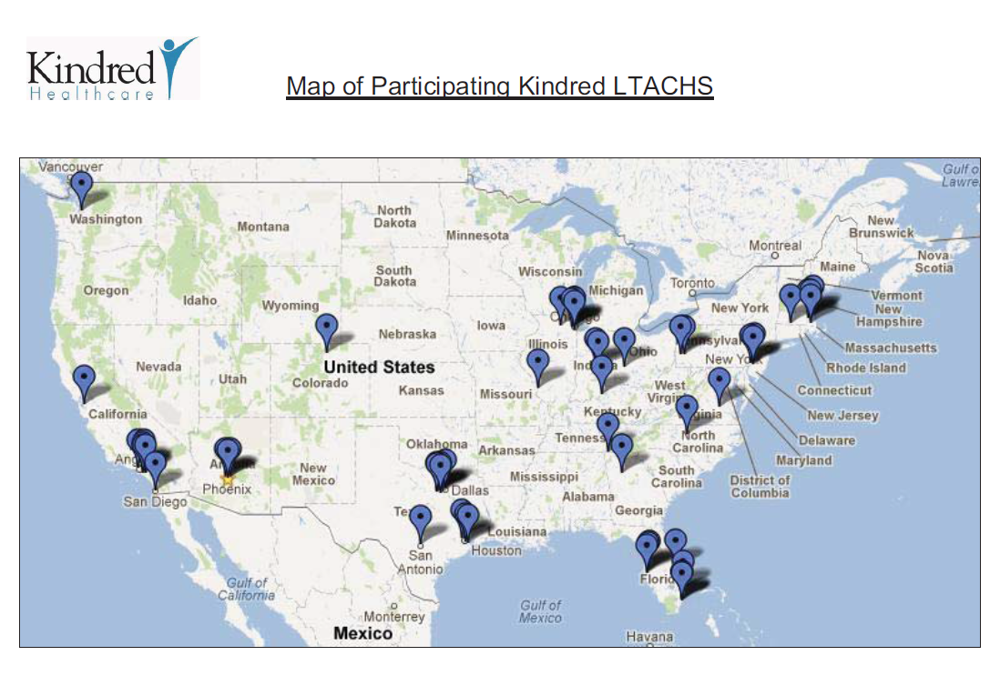 Kindred
Healthcare
Map of Participating Kindred LTACHS
Vancouver
Gulf o
Lawre
Washington
North
Dakota
Montana
Minnesota
New
Brunswick
Montreal
Nova
Scotia
Maine
South
Dakota
Wisconsin
Michigan
Toronto
Oregon
Idaho
Wyoming
New York
Vermont
New
Hampshire
Iowa
Nebraska
Illinois
Ohio
Massachusetts
United States
Nevada
Utah
Colorado
Kansas
Missouri
West
Rhode Island
Connecticut
California
Kentucky
New Jersey
Oklahoma
Arkansas
North
Carolina
Delaware
Maryland
New
Mexico
Mississippi
South
Carolina
District of
Columbia
Phoenix
Dallas
San Diego
Alabama
Georgia
Louisiana
Houston
San
Antonio
Gulf of
California
Gulf of
Mexico
Monterrey
Mexico
Havana